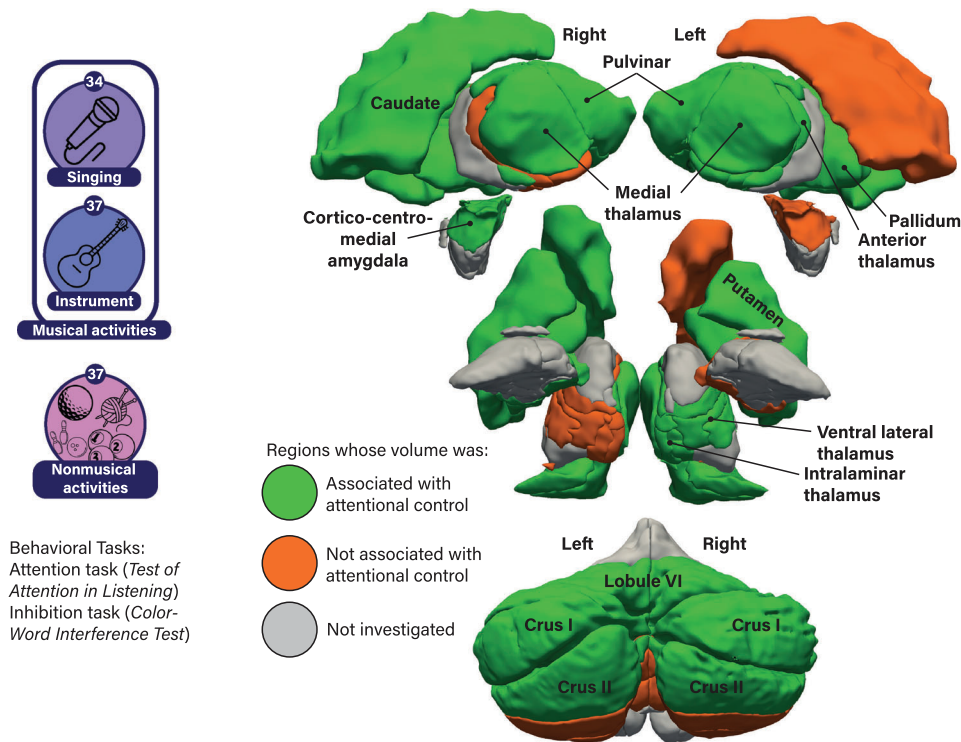 34
Singing
37
Instrument
Musical activities
37
1
2
3
Nonmusical
activities
Behavioral Tasks:
Attention task (Test of
Attention in Listening)
Inhibition task (Color-
Word Interference Test)
Right
Left
Pulvinar
Caudate
Medial
thalamus
Cortico-centro-
medial
amygdala
Pallidum
Anterior
thalamus
Putamen
Ventral lateral
thalamus
Intralaminar
thalamus
Regions whose volume was:
Associated with
attentional control
Not associated with
attentional control
Not investigated
Left
Right
Lobule VI
Crus I
Crus I
Crus II
Crus II